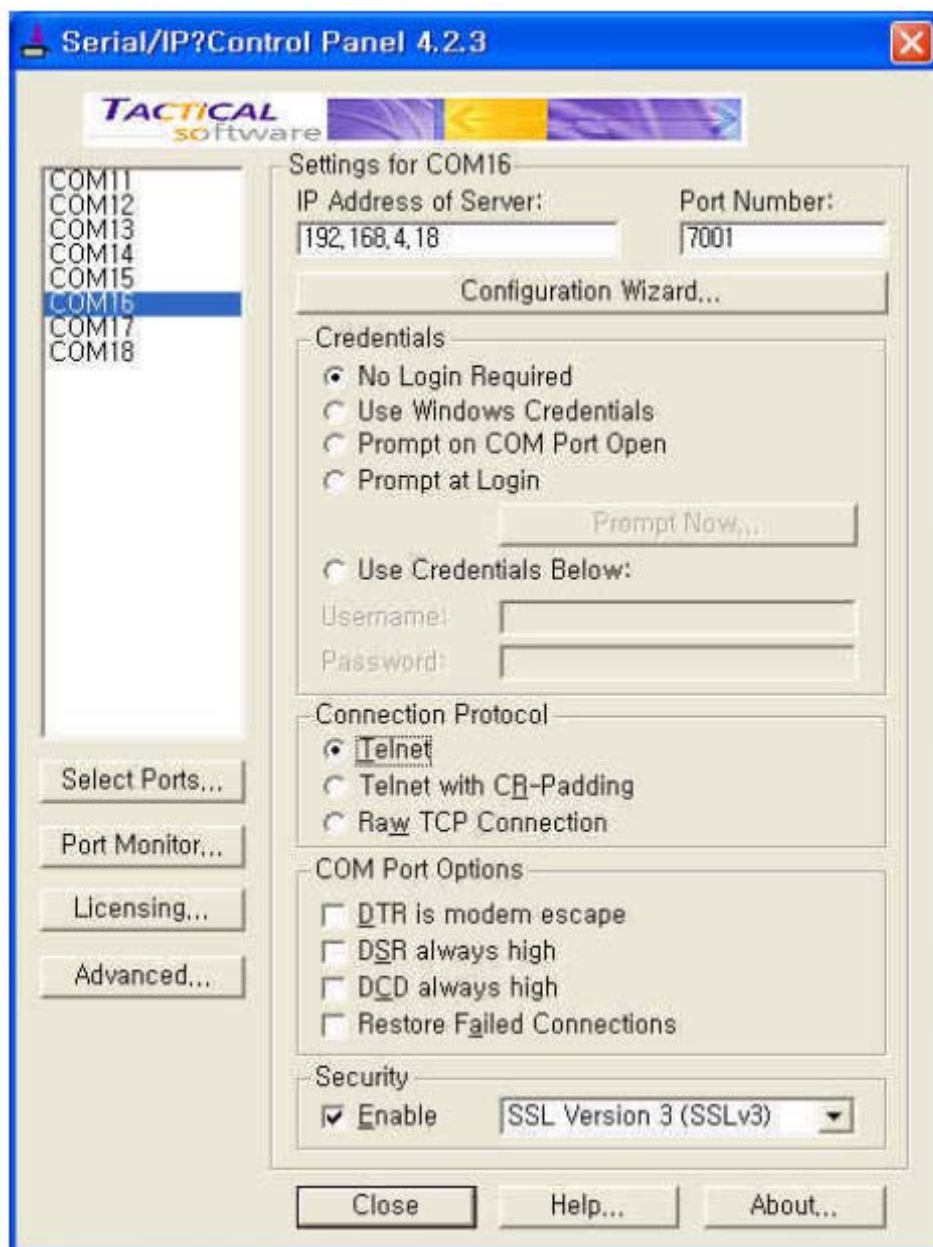 Serial/IP?Control Panel 4.2.3
TACTICAL
software
COM11
COM12
COM13
COM14
COM15
COM16
COM17
COM18
Select Ports...
Port Monitor...
Licensing...
Advanced...
Settings for COM16
IP Address of Server: Port Number:
192.168.4.18 7001
Configuration Wizard...
Credentials
No Login Required
Use Windows Credentials
Prompt on COM Port Open
Prompt at Login
Prompt Now...
Use Credentials Below:
Username:
Password:
Connection Protocol
Telnet
Telnet with CR-Padding
Raw TCP Connection
COM Port Options
DTR is modem escape
DSR always high
DCD always high
Restore Failed Connections
Security
Enable SSL Version 3 (SSLv3)
Close Help... About...